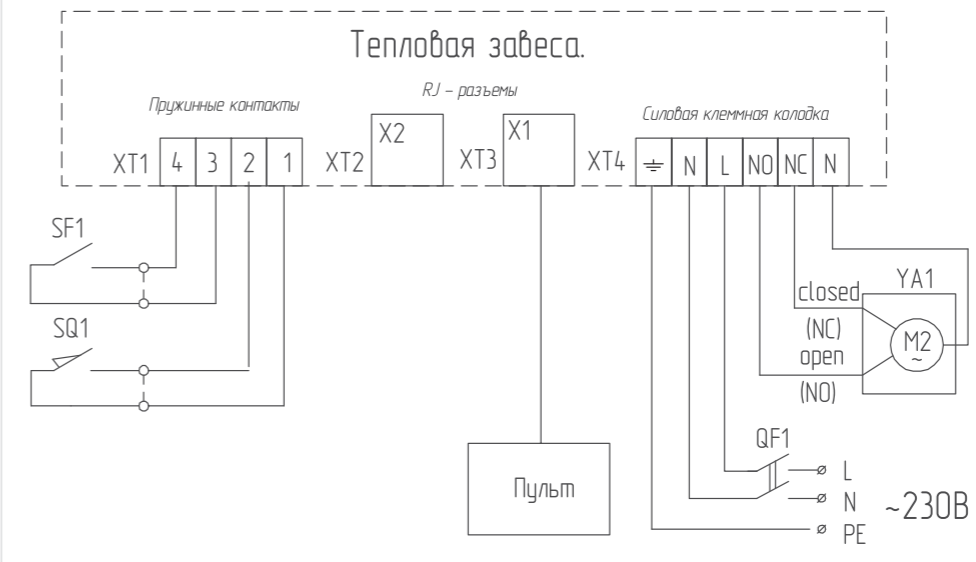 Тепловая завеса.
RJ - разъемы
Пружинные контакты
Силовая клеммная колодка
XT1 4 3 2 1 XT2 X2 XT3 X1 XT4 N L NO NC N
SF1
YA1
closed
(NC)
SQ1
M2
~
open
(NO)
QF1
Пульт
L
N
~230В
PE